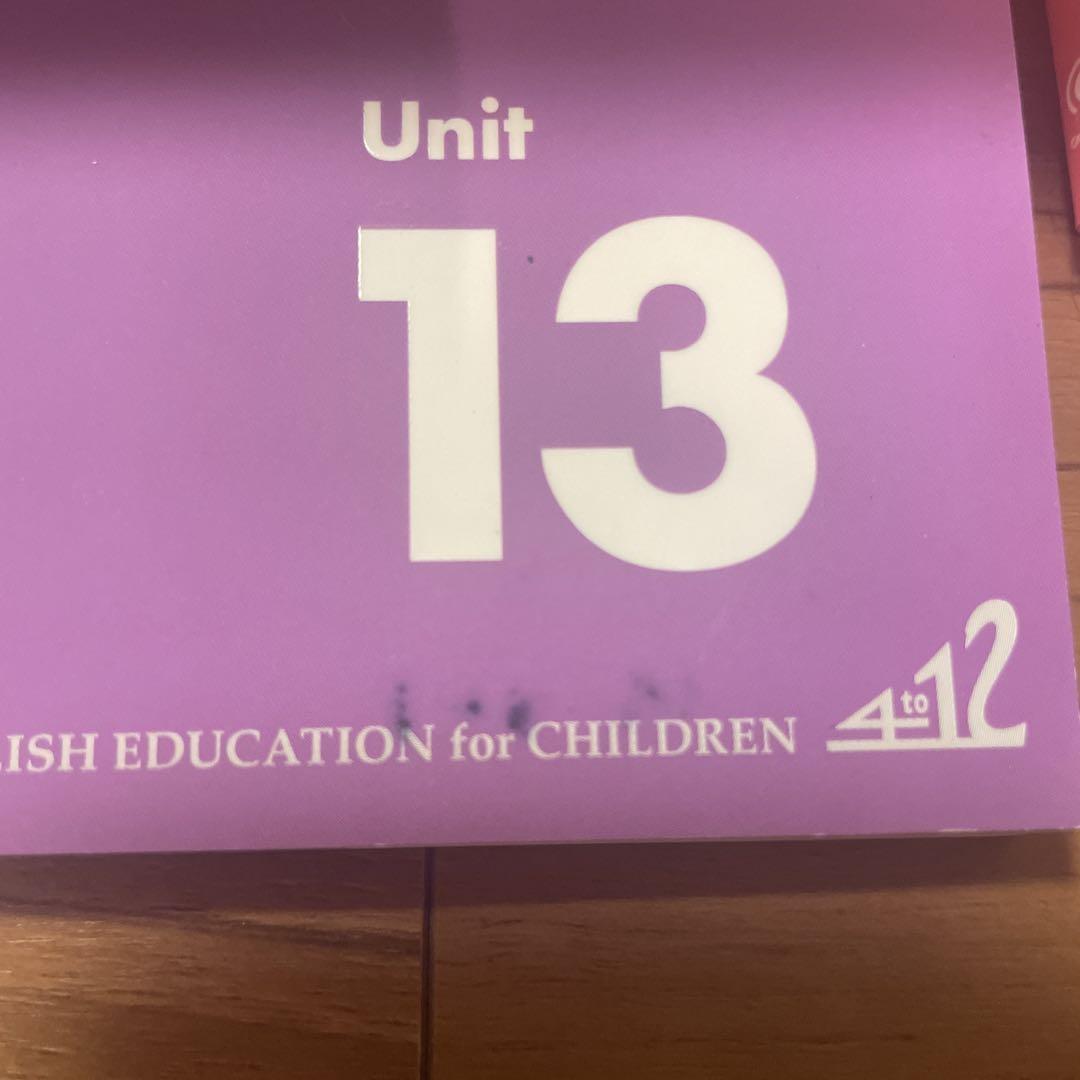 Unit
13
LISH EDUCATION for CHILDREN 4 to 12